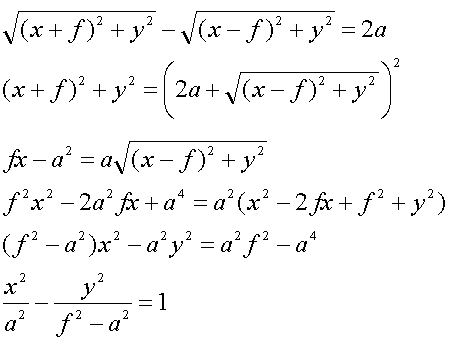 √((x + f)² + y²) − √((x − f)² + y²) = 2a
(x + f)² + y² = (2a + √((x − f)² + y²))²
fx − a² = a√((x − f)² + y²)
f²x² − 2a²fx + a⁴ = a²(x² − 2fx + f² + y²)
(f² − a²)x² − a²y² = a²f² − a⁴
x²/a² − y²/(f² − a²) = 1